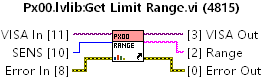 Px00.lvlib:Get Limit Range.vi (4815)
VISA In [11]
PX00
[3] VISA Out
SENS [10]
RANGE
[2] Range
Error In [8]
[0] Error Out